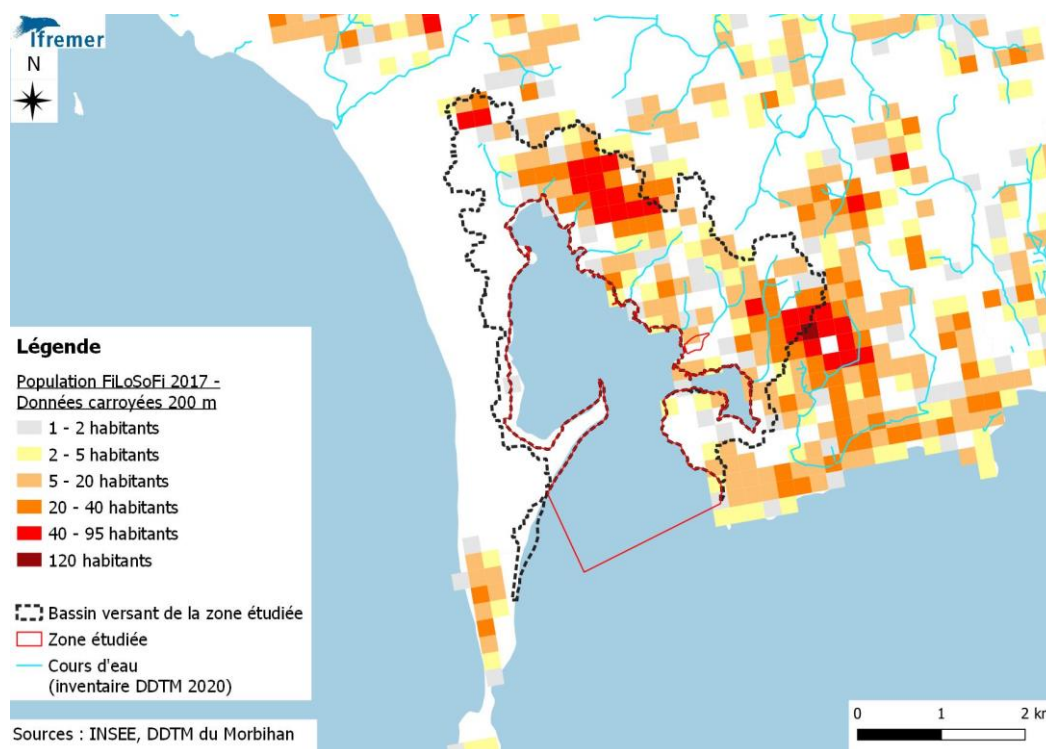 Ifremer
N
Légende
Population FiLoSoFi 2017 -
Données carroyées 200 m
1 - 2 habitants
2 - 5 habitants
5 - 20 habitants
20 - 40 habitants
40 - 95 habitants
120 habitants
Bassin versant de la zone étudiée
Zone étudiée
Cours d'eau
(inventaire DDTM 2020)
Sources : INSEE, DDTM du Morbihan
0 1 2 km